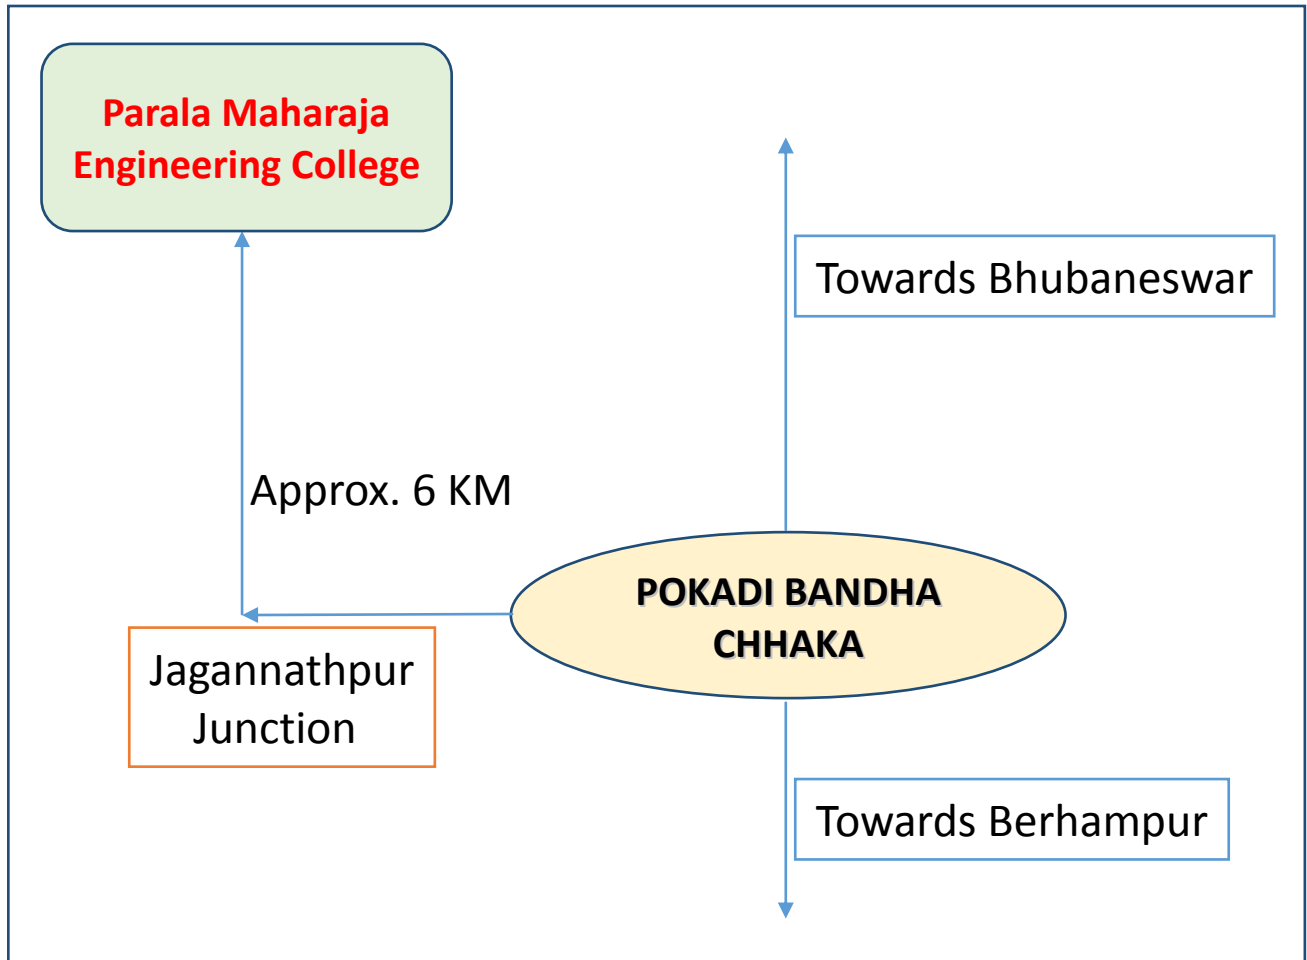 Parala Maharaja
Engineering College
Towards Bhubaneswar
Approx. 6 KM
POKADI BANDHA
CHHAKA
Jagannathpur
Junction
Towards Berhampur